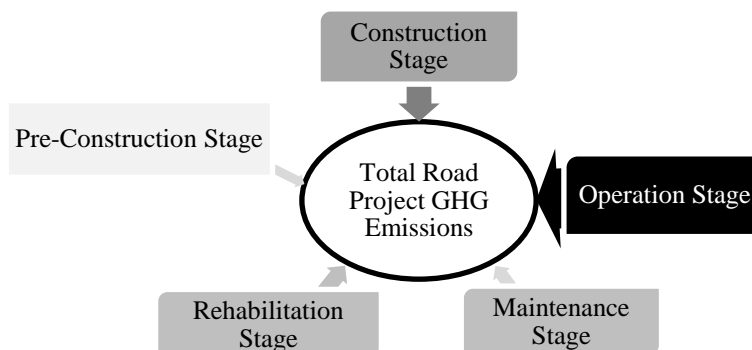 Construction
Stage
Pre-Construction Stage
Total Road
Project GHG
Emissions
Operation Stage
Rehabilitation
Stage
Maintenance
Stage